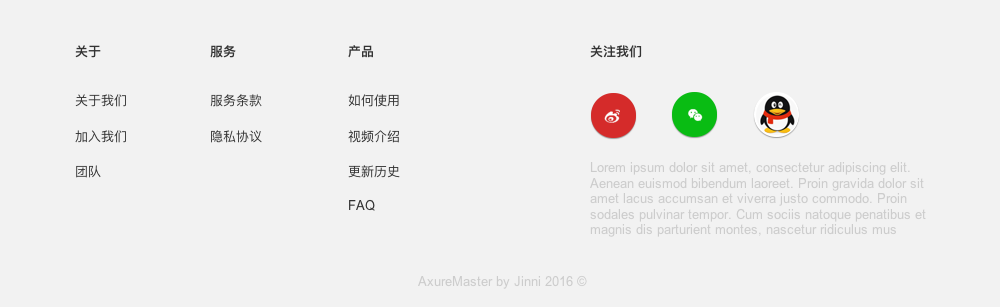 关于
关于我们
加入我们
团队
服务
服务条款
隐私协议
产品
如何使用
视频介绍
更新历史
FAQ
关注我们
Lorem ipsum dolor sit amet, consectetur adipiscing elit.
Aenean euismod bibendum laoreet. Proin gravida dolor sit
amet lacus accumsan et viverra justo commodo. Proin
sodales pulvinar tempor. Cum sociis natoque penatibus et
magnis dis parturient montes, nascetur ridiculus mus
AxureMaster by Jinni 2016 ©